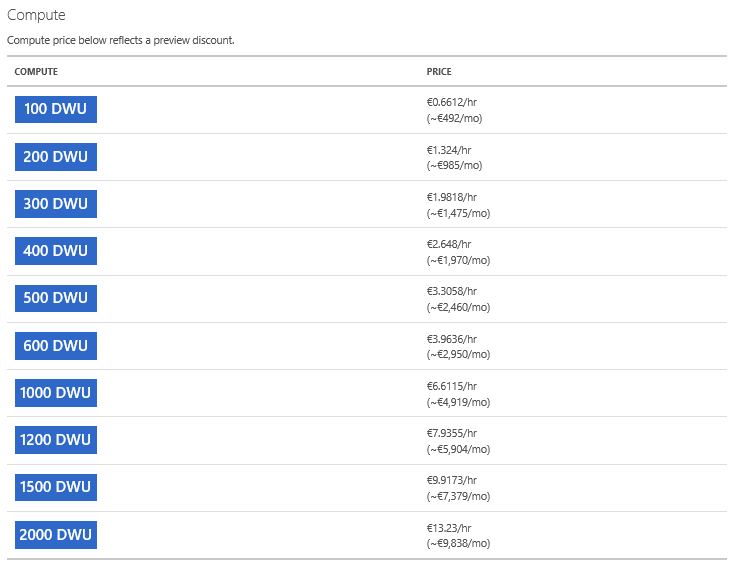 Compute
Compute price below reflects a preview discount.
COMPUTE PRICE
100 DWU €0.6612/hr
(~€492/mo)
200 DWU €1.324/hr
(~€985/mo)
300 DWU €1.9818/hr
(~€1,475/mo)
400 DWU €2.648/hr
(~€1,970/mo)
500 DWU €3.3058/hr
(~€2,460/mo)
600 DWU €3.9636/hr
(~€2,950/mo)
1000 DWU €6.6115/hr
(~€4,919/mo)
1200 DWU €7.9355/hr
(~€5,904/mo)
1500 DWU €9.9173/hr
(~€7,379/mo)
2000 DWU €13.23/hr
(~€9,838/mo)